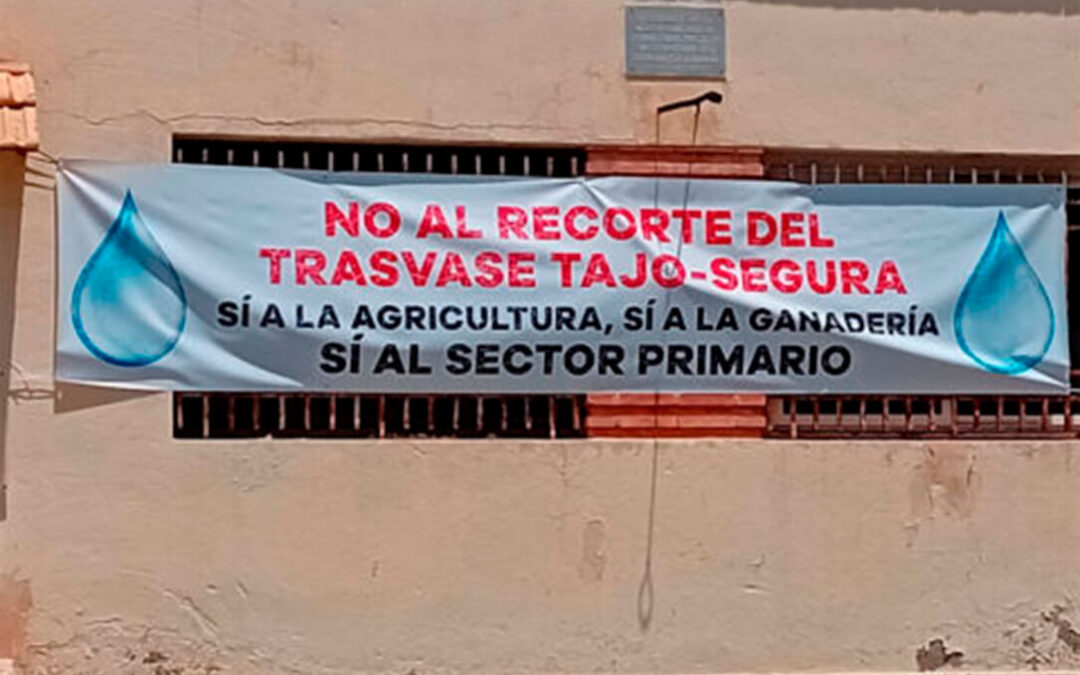 NO AL RECORTE DEL
TRASVASE TAJO-SEGURA
SÍ A LA AGRICULTURA, SÍ A LA GANADERÍA
SÍ AL SECTOR PRIMARIO